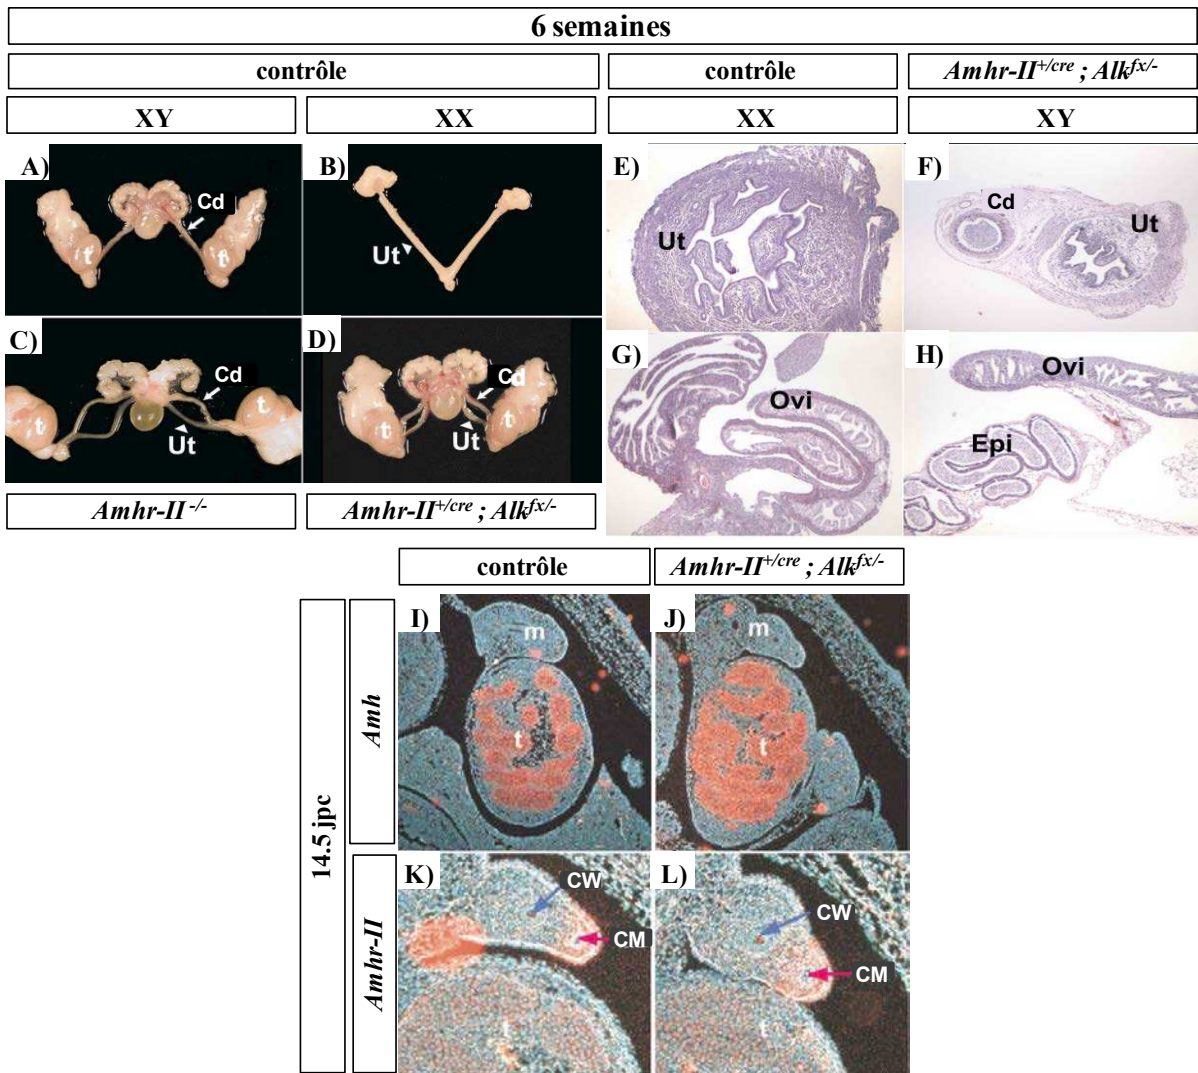 6 semaines
contrôle
contrôle
Amhr-II+/cre ; Alkfx/-
XY
XX
XX
XY
A)
Cd
t
t
B)
Ut
E)
Ut
F)
Cd
Ut
C)
Cd
t
t
Ut
D)
Cd
t
Ut
G)
Ovi
H)
Ovi
Epi
Amhr-II -/-
Amhr-II+/cre ; Alkfx/-
contrôle
Amhr-II+/cre ; Alkfx/-
14.5 jpc
Amh
I)
m
t
J)
m
t
Amhr-II
K)
CW
CM
t
L)
CW
CM
t